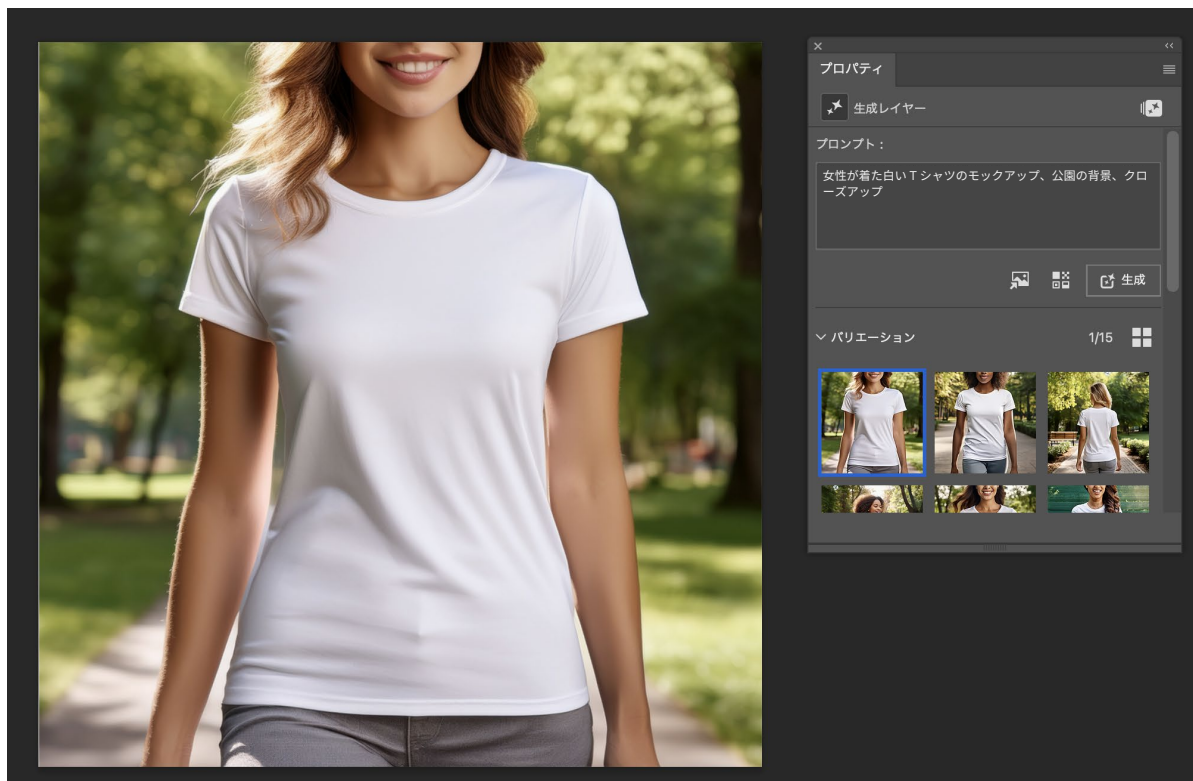 プロパティ
生成レイヤー
プロンプト：
女性が着た白いTシャツのモックアップ、公園の背景、クロ
ーズアップ
生成
バリエーション
1/15